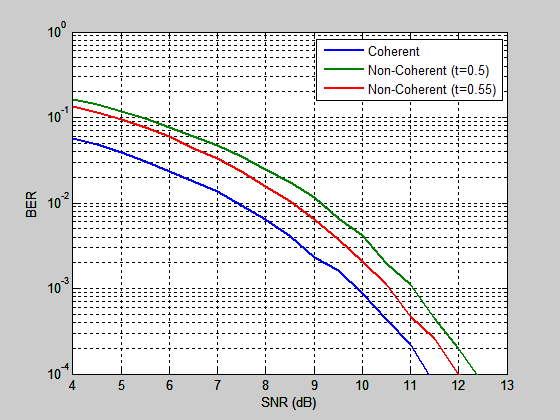 10^0
10^-1
10^-2
10^-3
10^-4
BER
Coherent
Non-Coherent (t=0.5)
Non-Coherent (t=0.55)
4 5 6 7 8 9 10 11 12 13
SNR (dB)